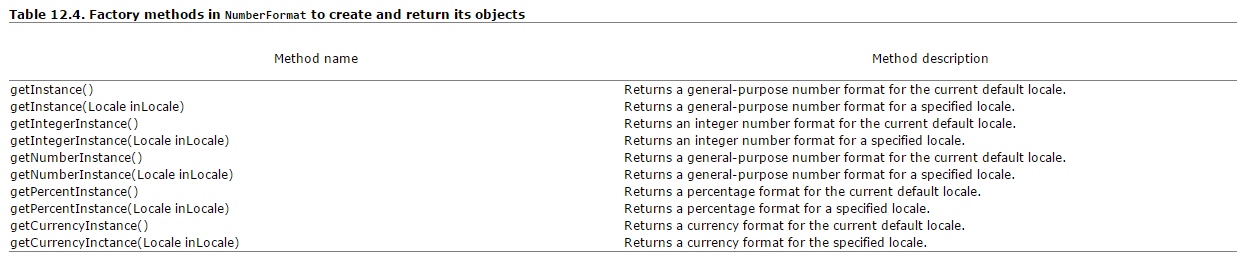 Table 12.4. Factory methods in NumberFormat to create and return its objects
Method name Method description
getInstance() Returns a general-purpose number format for the current default locale.
getInstance(Locale inLocale) Returns a general-purpose number format for a specified locale.
getIntegerInstance() Returns an integer number format for the current default locale.
getIntegerInstance(Locale inLocale) Returns an integer number format for a specified locale.
getNumberInstance() Returns a general-purpose number format for the current default locale.
getNumberInstance(Locale inLocale) Returns a general-purpose number format for a specified locale.
getPercentInstance() Returns a percentage format for the current default locale.
getPercentInstance(Locale inLocale) Returns a percentage format for a specified locale.
getCurrencyInstance() Returns a currency format for the current default locale.
getCurrencyInctance(Locale inLocale) Returns a currency format for the specified locale.